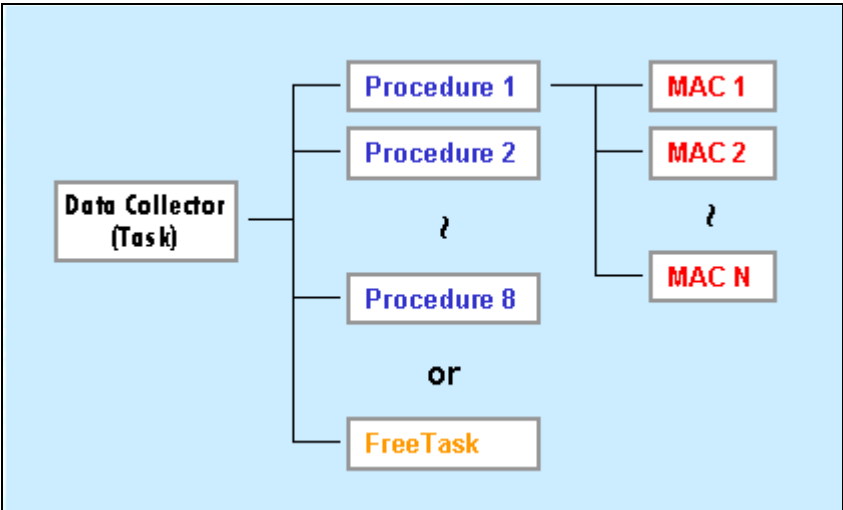 Procedure 1
MAC 1
Procedure 2
MAC 2
Data Collector
(Task)
~
~
MAC N
Procedure 8
or
FreeTask